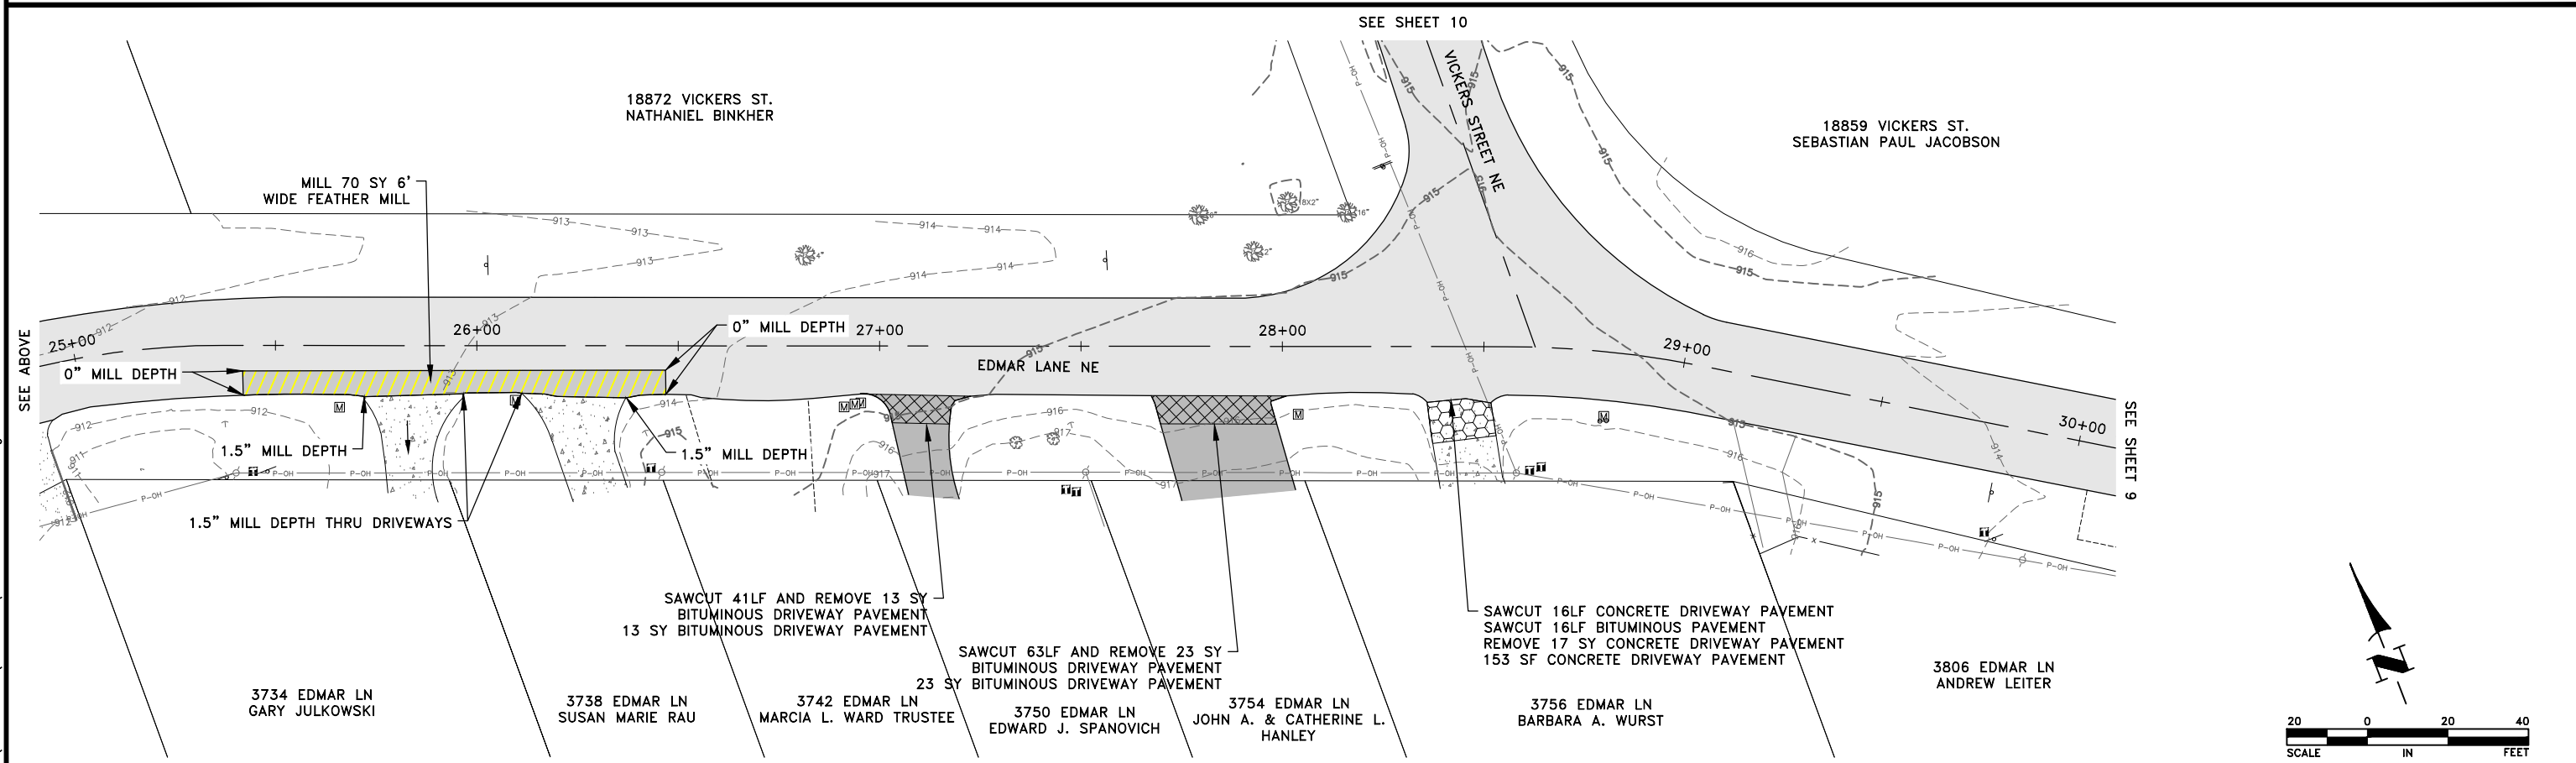 SEE SHEET 10
18872 VICKERS ST.
NATHANIEL BINKHER
VICKERS STREET NE
18859 VICKERS ST.
SEBASTIAN PAUL JACOBSON
MILL 70 SY 6'
WIDE FEATHER MILL
SEE ABOVE
25+00
26+00
27+00
28+00
29+00
30+00
0" MILL DEPTH
0" MILL DEPTH
EDMAR LANE NE
1.5" MILL DEPTH
1.5" MILL DEPTH
1.5" MILL DEPTH THRU DRIVEWAYS
SEE SHEET 9
SAWCUT 41LF AND REMOVE 13 SY
BITUMINOUS DRIVEWAY PAVEMENT
13 SY BITUMINOUS DRIVEWAY PAVEMENT
SAWCUT 63LF AND REMOVE 23 SY
BITUMINOUS DRIVEWAY PAVEMENT
23 SY BITUMINOUS DRIVEWAY PAVEMENT
SAWCUT 16LF CONCRETE DRIVEWAY PAVEMENT
SAWCUT 16LF BITUMINOUS PAVEMENT
REMOVE 17 SY CONCRETE DRIVEWAY PAVEMENT
153 SF CONCRETE DRIVEWAY PAVEMENT
3734 EDMAR LN
GARY JULKOWSKI
3738 EDMAR LN
SUSAN MARIE RAU
3742 EDMAR LN
MARCIA L. WARD TRUSTEE
3750 EDMAR LN
EDWARD J. SPANOVICH
3754 EDMAR LN
JOHN A. & CATHERINE L.
HANLEY
3756 EDMAR LN
BARBARA A. WURST
3806 EDMAR LN
ANDREW LEITER
N
20 0 20 40
SCALE IN FEET